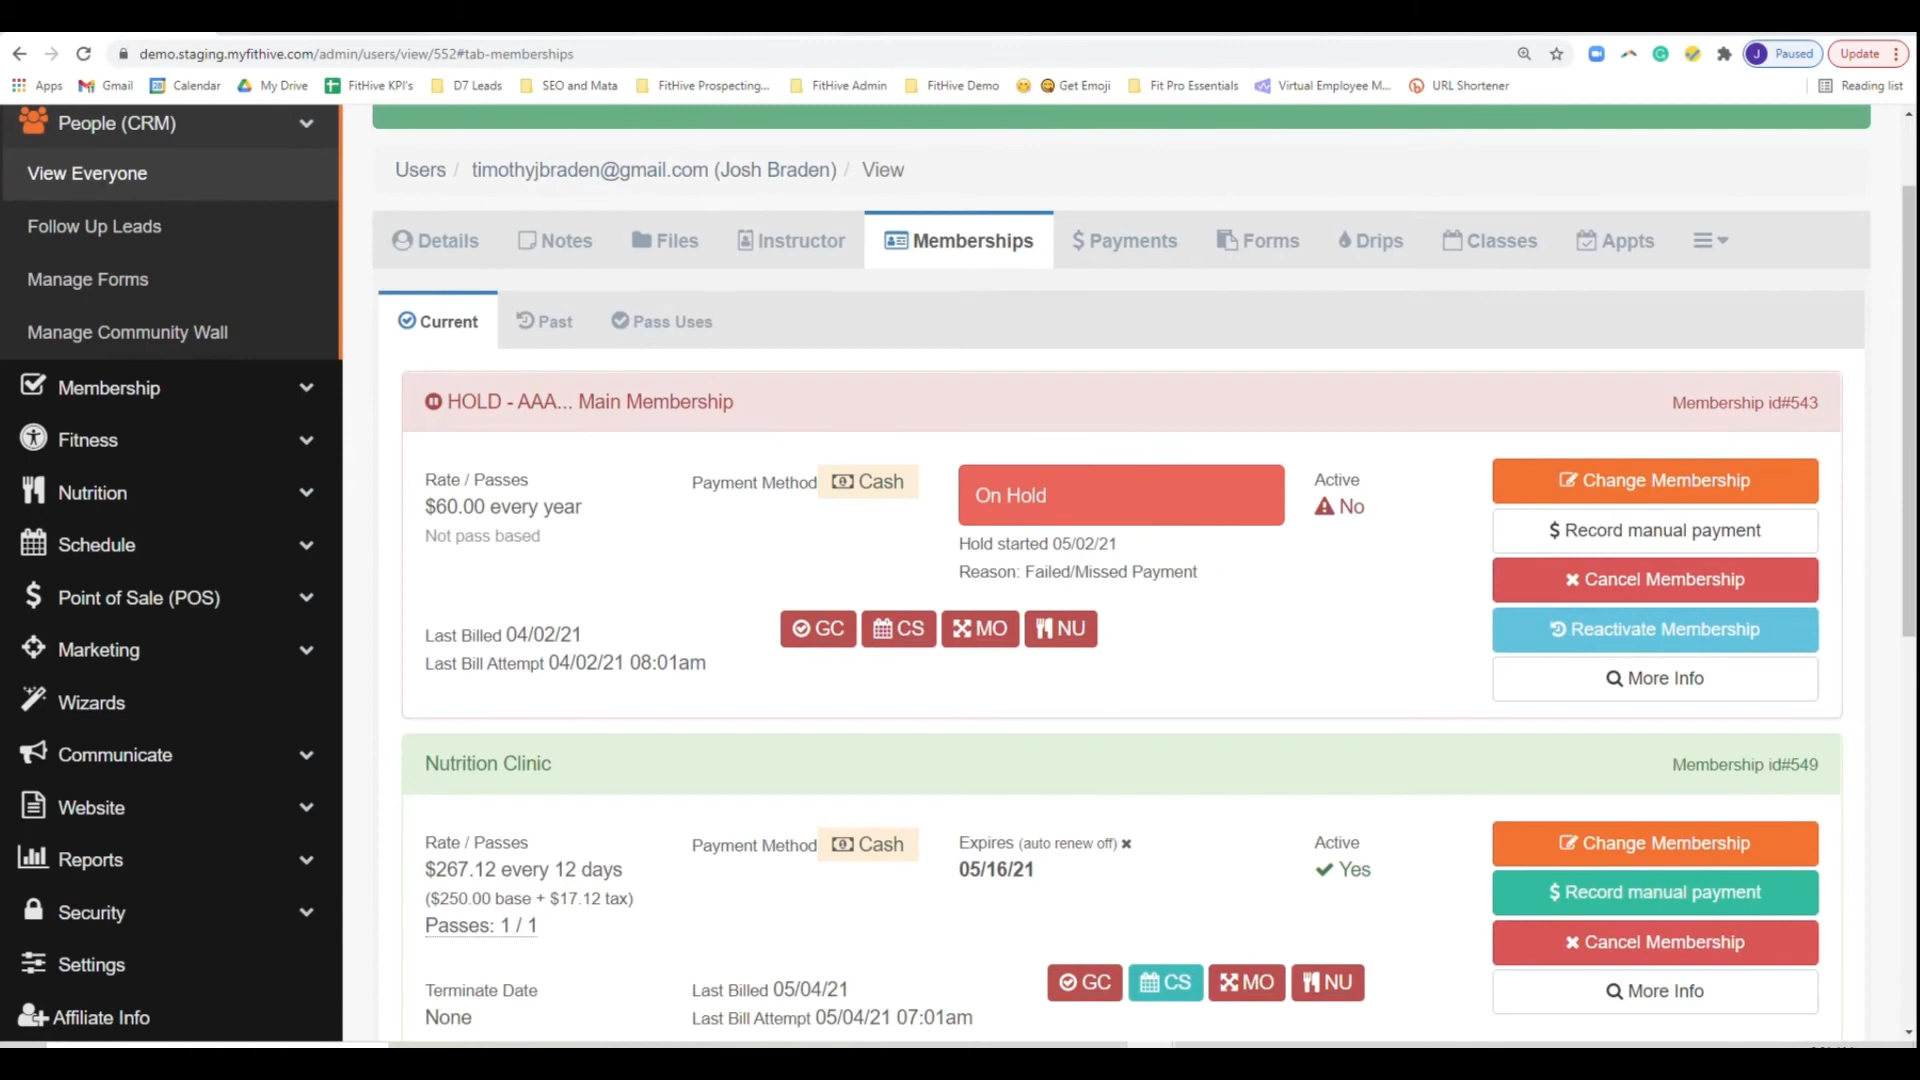 demo.staging.myfithive.com/admin/users/view/552#tab-memberships
J Paused Update
Apps Gmail 28 Calendar My Drive FitHive KPI's D7 Leads SEO and Mata FitHive Prospecting... FitHive Admin FitHive Demo Get Emoji Fit Pro Essentials Virtual Employee M... URL Shortener Reading list
People (CRM)
View Everyone
Follow Up Leads
Manage Forms
Manage Community Wall
Membership
Fitness
Nutrition
Schedule
Point of Sale (POS)
Marketing
Wizards
Communicate
Website
Reports
Security
Settings
Affiliate Info
Users / timothyjbraden@gmail.com (Josh Braden) / View
Details Notes Files Instructor Memberships $ Payments Forms Drips Classes Appts
Current Past Pass Uses
HOLD - AAA... Main Membership Membership id#543
Rate / Passes
$60.00 every year
Not pass based
Payment Method Cash
On Hold
Hold started 05/02/21
Reason: Failed/Missed Payment
Active
No
Last Billed 04/02/21
Last Bill Attempt 04/02/21 08:01am
GC CS MO NU
Change Membership
$ Record manual payment
Cancel Membership
Reactivate Membership
More Info
Nutrition Clinic Membership id#549
Rate / Passes
$267.12 every 12 days
($250.00 base + $17.12 tax)
Passes: 1 / 1
Payment Method Cash
Expires (auto renew off)
05/16/21
Active
Yes
Terminate Date
None
Last Billed 05/04/21
Last Bill Attempt 05/04/21 07:01am
GC CS MO NU
Change Membership
$ Record manual payment
Cancel Membership
More Info